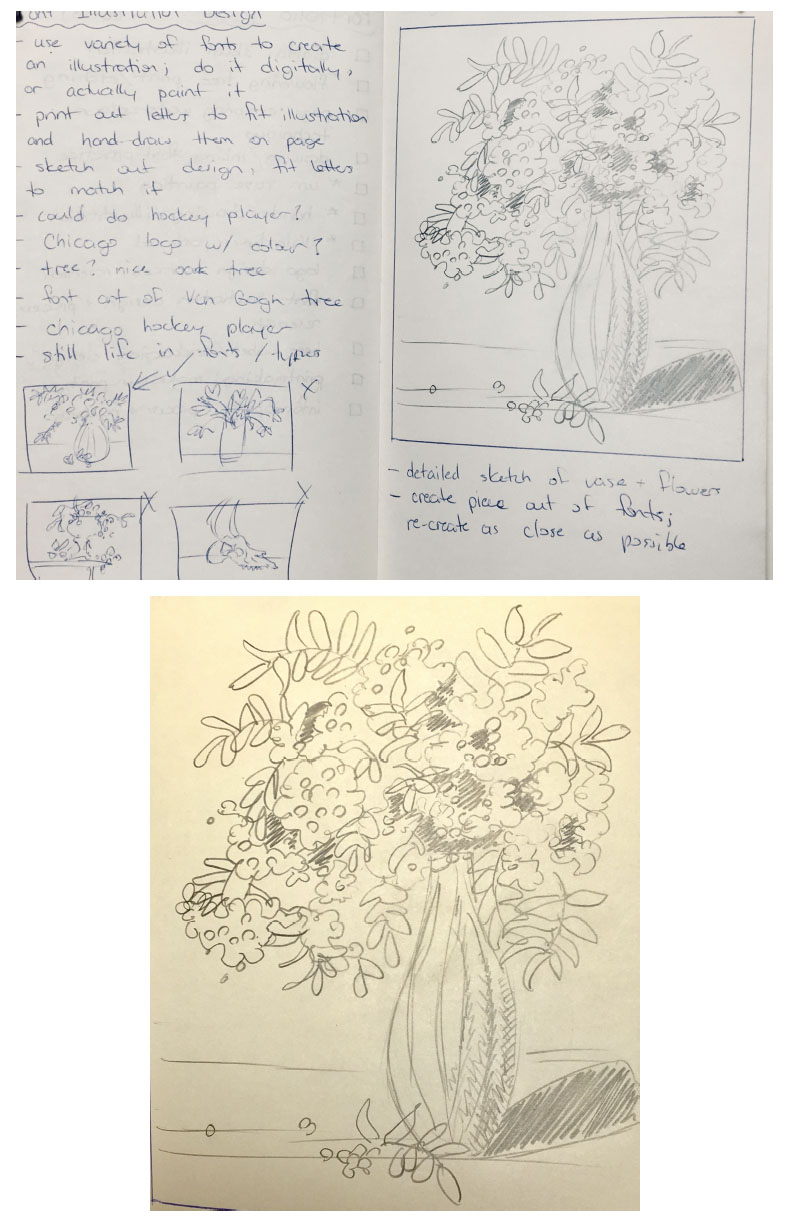 Illustration Design
- use variety of fonts to create
an illustration; do it digitally,
or actually paint it
- print out letters to fit illustration
and hand-draw them on page
- sketch out design, fit letters
to match it
- could do hockey player?
- Chicago logo w/ colour?
- tree? nice oak tree
- font art of Van Gogh tree
- chicago hockey player
- still life in fonts / types
X
X
X
- detailed sketch of vase + flowers
- create piece out of fonts;
re-create as close as possible